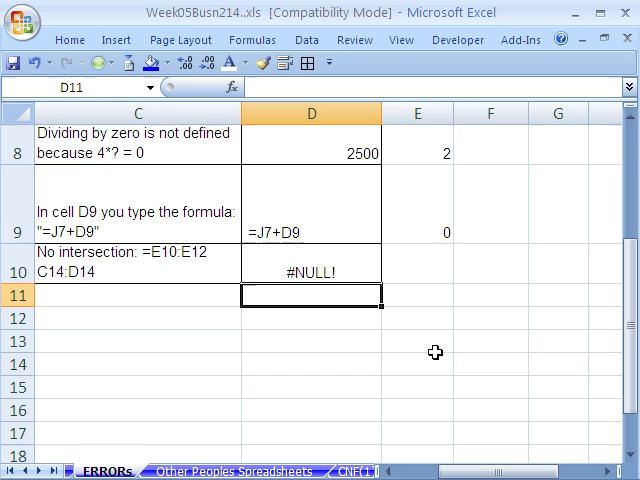 Week05Busn214..xls [Compatibility Mode] - Microsoft Excel
Home Insert Page Layout Formulas Data Review View Developer Add-Ins
D11 fx
C D E F G
Dividing by zero is not defined
8 because 4*? = 0 2500 2
In cell D9 you type the formula:
9 "=J7+D9" =J7+D9 0
No intersection: =E10:E12
10 C14:D14 #NULL!
11
12
13
14
15
16
17
18
ERRORs Other Peoples Spreadsheets CNF(1